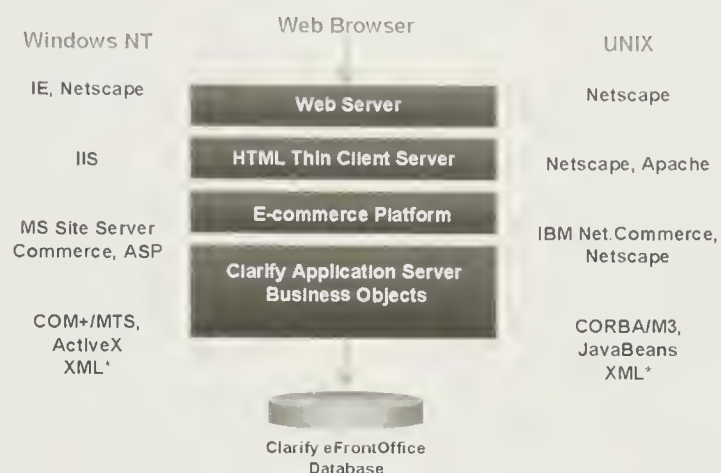 Web Browser
Windows NT
UNIX
IE, Netscape
Web Server
Netscape
IIS
HTML Thin Client Server
Netscape, Apache
MS Site Server
Commerce, ASP
E-commerce Platform
IBM Net.Commerce,
Netscape
Clarify Application Server
Business Objects
COM+/MTS,
ActiveX
XML*
CORBA/M3,
JavaBeans
XML*
Clarify eFrontOffice
Database